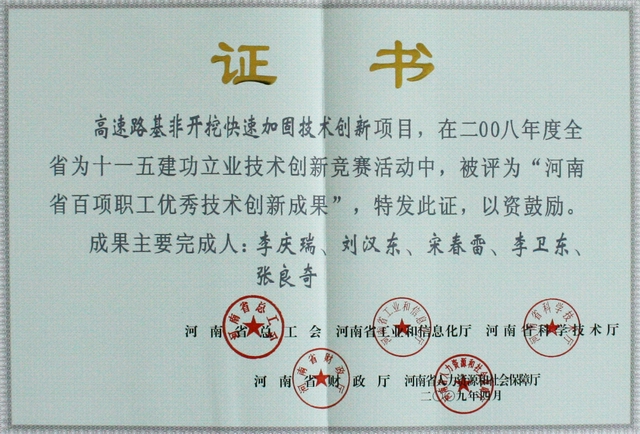 证 书
高速路基非开挖快速加固技术创新项目，在二00八年度全
省为十一五建功立业技术创新竞赛活动中，被评为“河南
省百项职工优秀技术创新成果”，特发此证，以资鼓励。
成果主要完成人：李庆瑞、刘汉东、宋春雷、李卫东、
张良奇
河南省总工会 河南省工业和信息化厅 河南省科学技术厅
河南省财政厅 河南省人力资源和社会保障厅
二〇〇九年四月